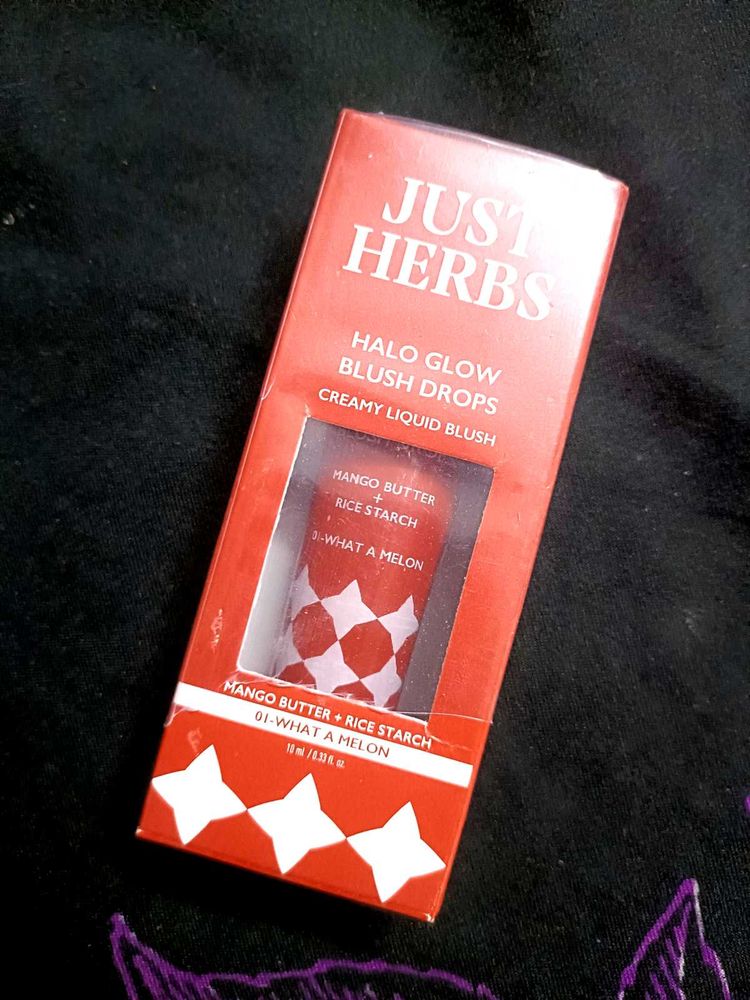 JUST
HERBS
HALO GLOW
BLUSH DROPS
CREAMY LIQUID BLUSH
MANGO BUTTER
+
RICE STARCH
01-WHAT A MELON
MANGO BUTTER + RICE STARCH
01-WHAT A MELON
10 ml / 0.33 fl. oz.